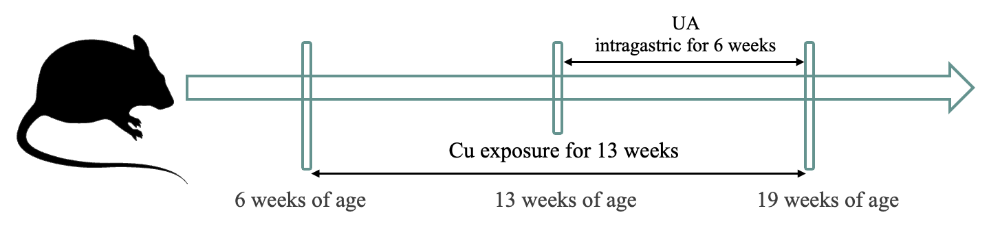 UA
intragastric for 6 weeks
Cu exposure for 13 weeks
6 weeks of age
13 weeks of age
19 weeks of age